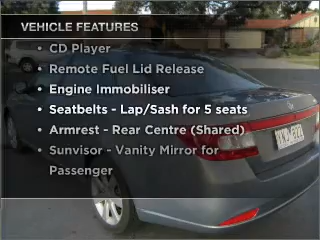 VEHICLE FEATURES
• CD Player
• Remote Fuel Lid Release
• Engine Immobiliser
• Seatbelts - Lap/Sash for 5 seats
• Armrest - Rear Centre (Shared)
• Sunvisor - Vanity Mirror for
Passenger